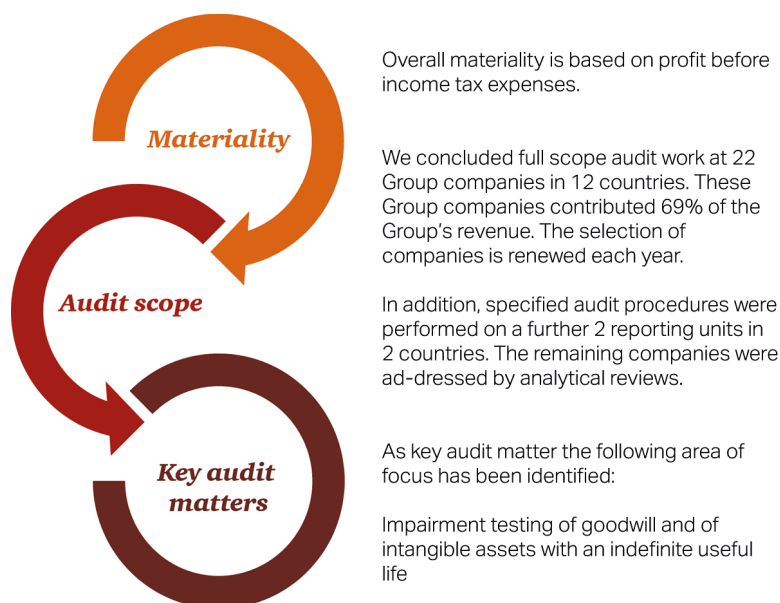 Materiality
Overall materiality is based on profit before
income tax expenses.
Audit scope
We concluded full scope audit work at 22
Group companies in 12 countries. These
Group companies contributed 69% of the
Group’s revenue. The selection of
companies is renewed each year.
In addition, specified audit procedures were
performed on a further 2 reporting units in
2 countries. The remaining companies were
ad-dressed by analytical reviews.
Key audit
matters
As key audit matter the following area of
focus has been identified:
Impairment testing of goodwill and of
intangible assets with an indefinite useful
life